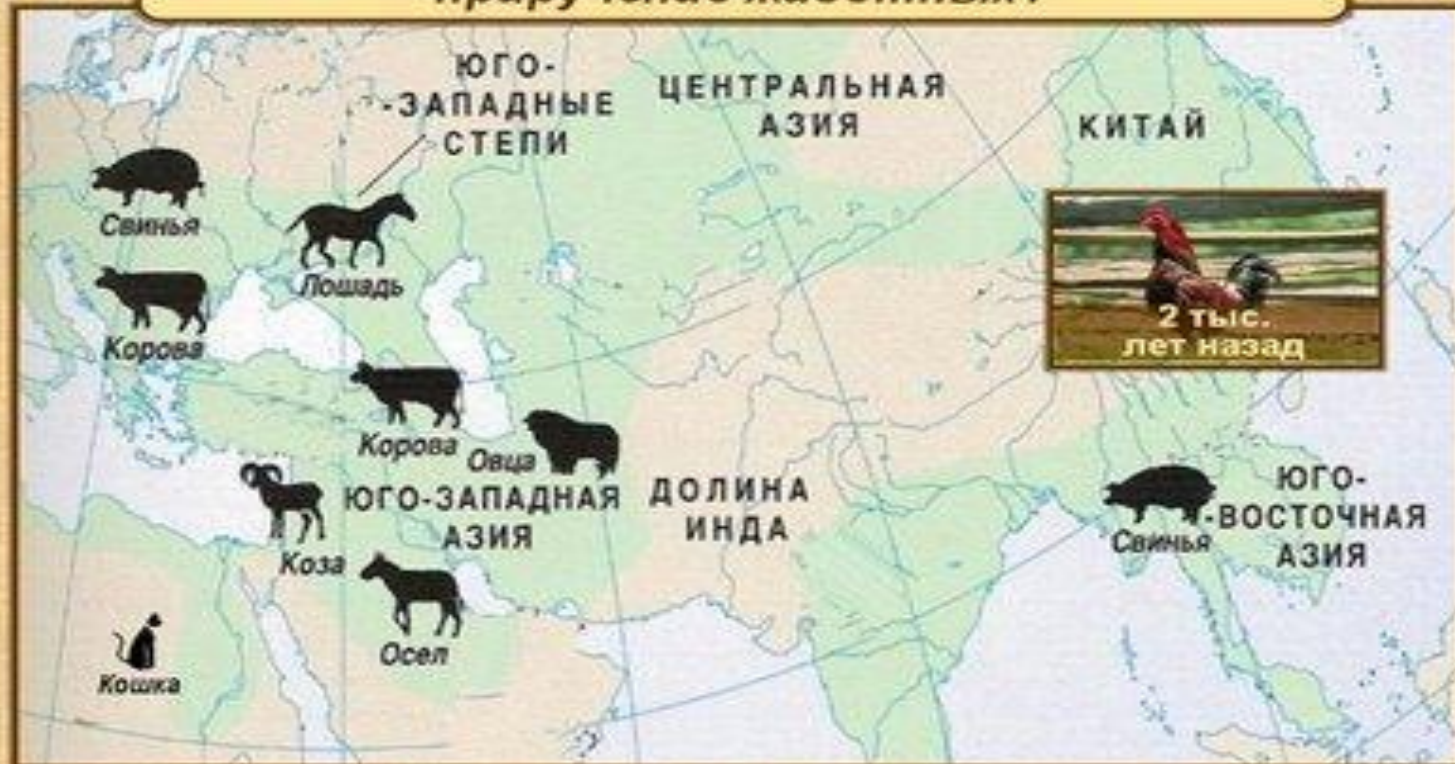 ЮГО-
-ЗАПАДНЫЕ
СТЕПИ
ЦЕНТРАЛЬНАЯ
АЗИЯ
КИТАЙ
Свинья
Лошадь
Корова
2 тыс.
лет назад
Корова
Овца
ЮГО-ЗАПАДНАЯ
АЗИЯ
ДОЛИНА
ИНДА
Коза
Осел
Кошка
Свинья
ЮГО-
-ВОСТОЧНАЯ
АЗИЯ